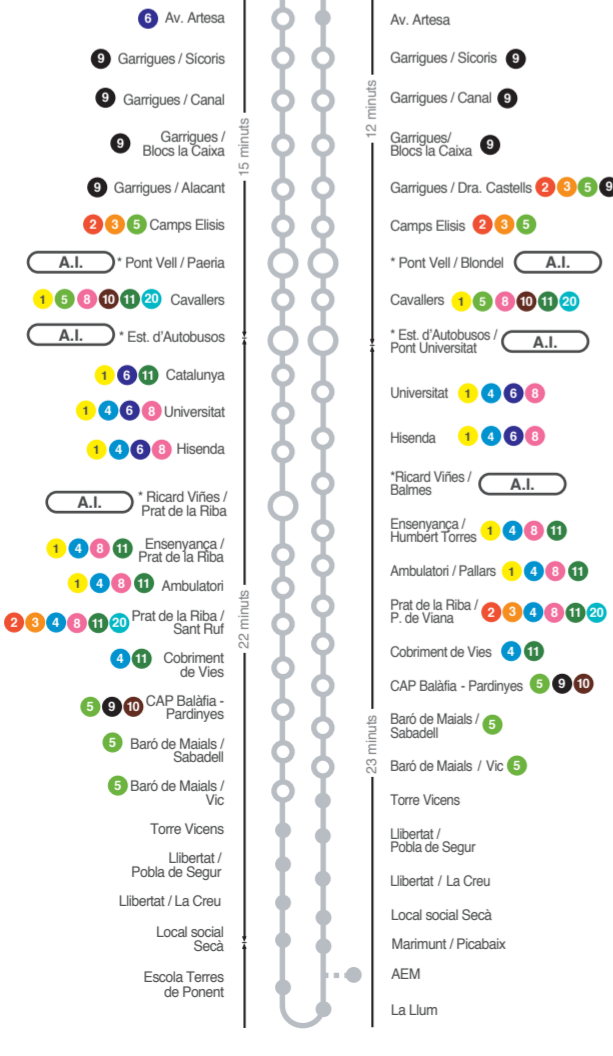 6 Av. Artesa
9 Garrigues / Sícoris
9 Garrigues / Canal
9 Garrigues /
Blocs la Caixa
9 Garrigues / Alacant
2 3 5 Camps Elisis
A.I. * Pont Vell / Paeria
1 5 8 10 11 20 Cavallers
A.I. * Est. d'Autobusos
1 6 11 Catalunya
1 4 6 8 Universitat
1 4 6 8 Hisenda
A.I. * Ricard Viñes /
Prat de la Riba
1 4 8 11 Ensenyança /
Prat de la Riba
1 4 8 11 Ambulatori
2 3 4 8 11 20 Prat de la Riba /
Sant Ruf
4 11 Cobriment
de Vies
5 9 10 CAP Balàfia -
Pardinyes
5 Baró de Maials /
Sabadell
5 Baró de Maials /
Vic
Torre Vicens
Llibertat /
Pobla de Segur
Llibertat / La Creu
Local social
Secà
Escola Terres
de Ponent
15 minuts
22 minuts
12 minuts
23 minuts
Av. Artesa
Garrigues / Sícoris 9
Garrigues / Canal 9
Garrigues/
Blocs la Caixa 9
Garrigues / Dra. Castells 2 3 5 9
Camps Elisis 2 3 5
* Pont Vell / Blondel A.I.
Cavallers 1 5 8 10 11 20
* Est. d'Autobusos /
Pont Universitat A.I.
Universitat 1 4 6 8
Hisenda 1 4 6 8
*Ricard Viñes /
Balmes A.I.
Ensenyança /
Humbert Torres 1 4 8 11
Ambulatori / Pallars 1 4 8 11
Prat de la Riba /
P. de Viana 2 3 4 8 11 20
Cobriment de Vies 4 11
CAP Balàfia - Pardinyes 5 9 10
Baró de Maials /
Sabadell 5
Baró de Maials / Vic 5
Torre Vicens
Llibertat /
Pobla de Segur
Llibertat / La Creu
Local social Secà
Marimunt / Picabaix
AEM
La Llum